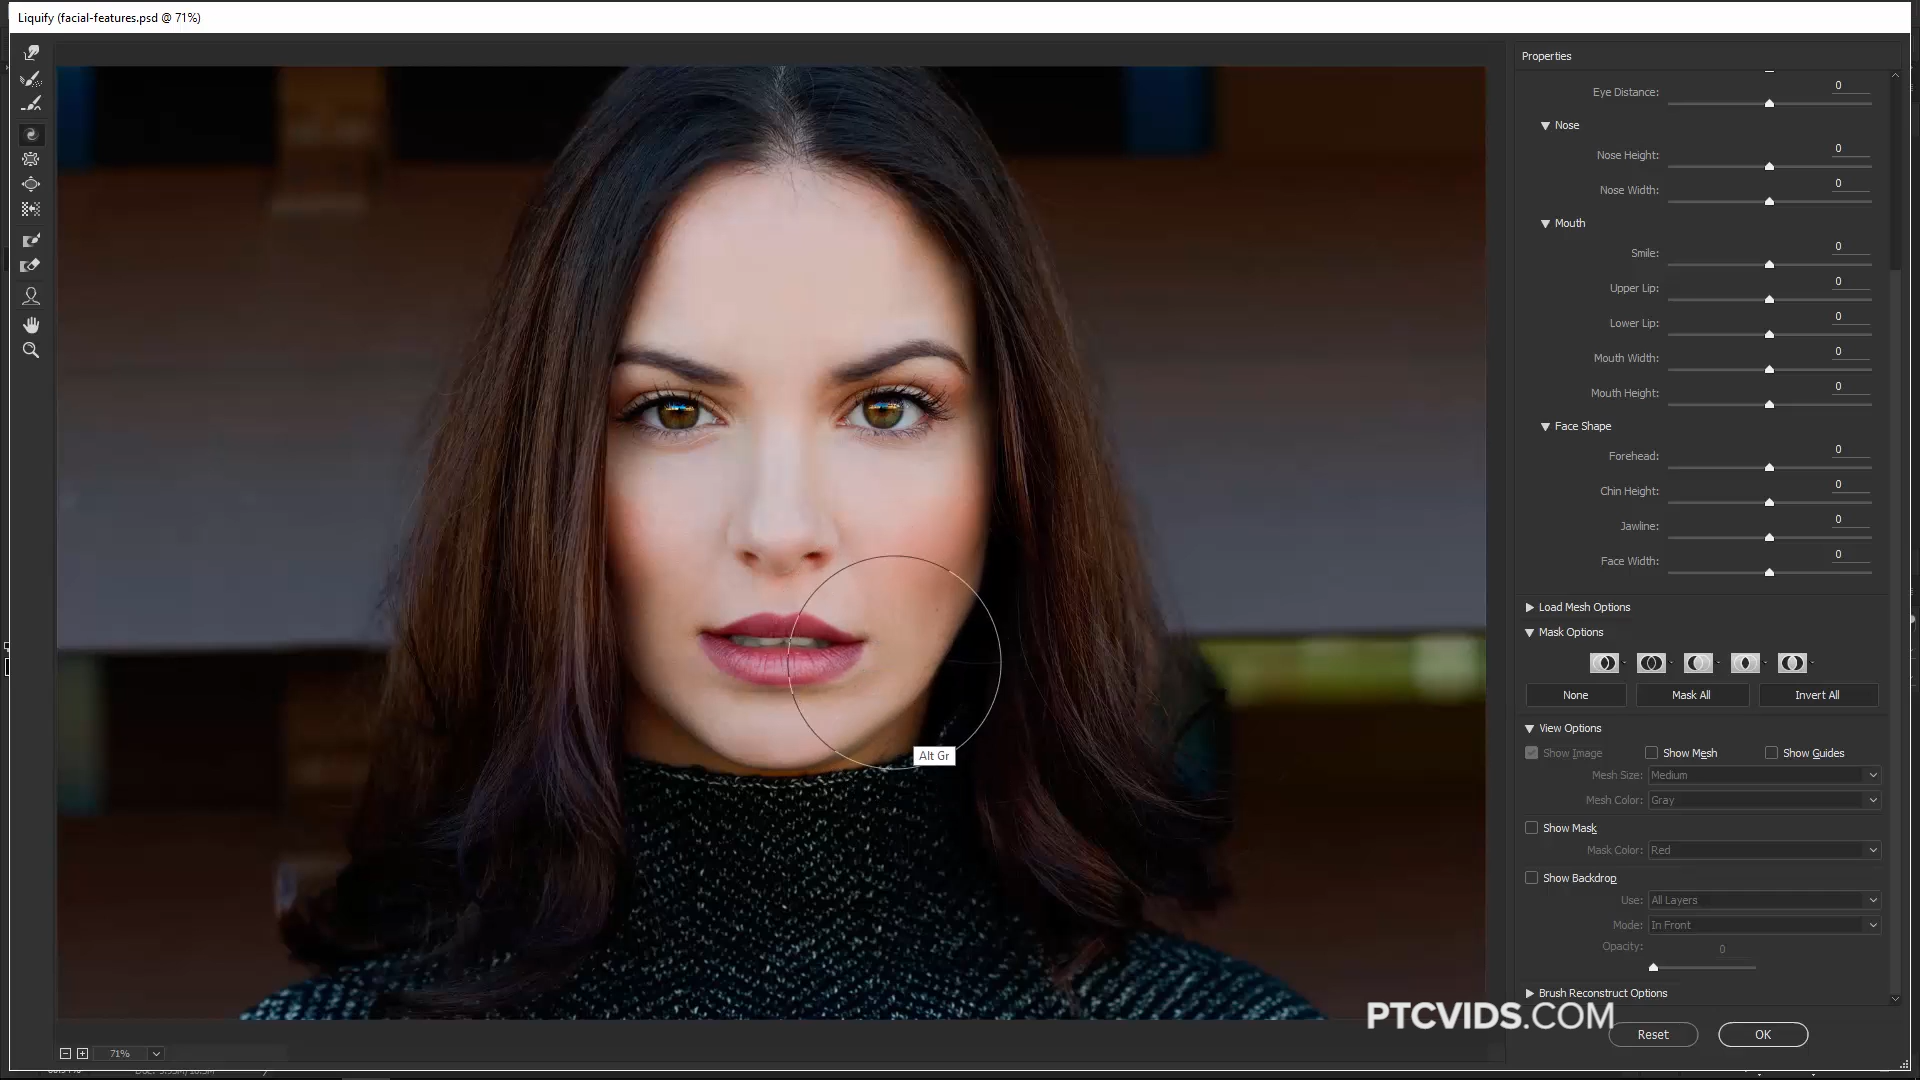 Liquify (facial-features.psd @ 71%)
Properties
Eye Distance: 0
Nose
Nose Height: 0
Nose Width: 0
Mouth
Smile: 0
Upper Lip: 0
Lower Lip: 0
Mouth Width: 0
Mouth Height: 0
Face Shape
Forehead: 0
Chin Height: 0
Jawline: 0
Face Width: 0
Load Mesh Options
Mask Options
None Mask All Invert All
View Options
Show Image Show Mesh Show Guides
Mesh Size: Medium
Mesh Color: Gray
Show Mask
Mask Color: Red
Show Backdrop
Use: All Layers
Mode: In Front
Opacity: 0
Brush Reconstruct Options
Alt Gr
PTCVIDS.COM
Reset OK
71%